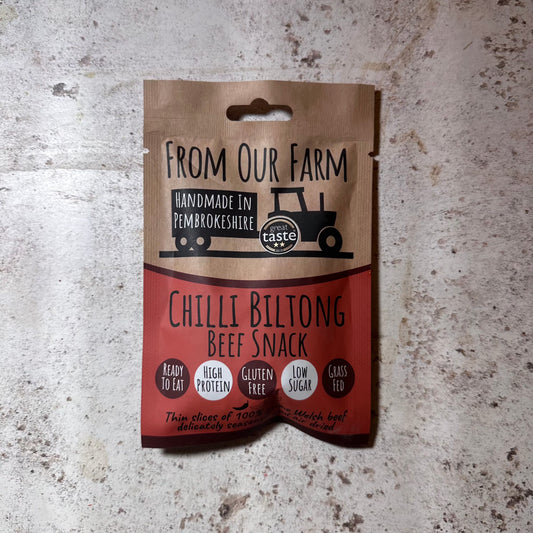 FROM OUR FARM
HANDMADE IN
PEMBROKESHIRE
great
taste
CHILLI BILTONG
BEEF SNACK
READY
TO EAT
HIGH
PROTEIN
GLUTEN
FREE
LOW
SUGAR
GRASS
FED
Thin slices of 100% Welsh beef
delicately air dried